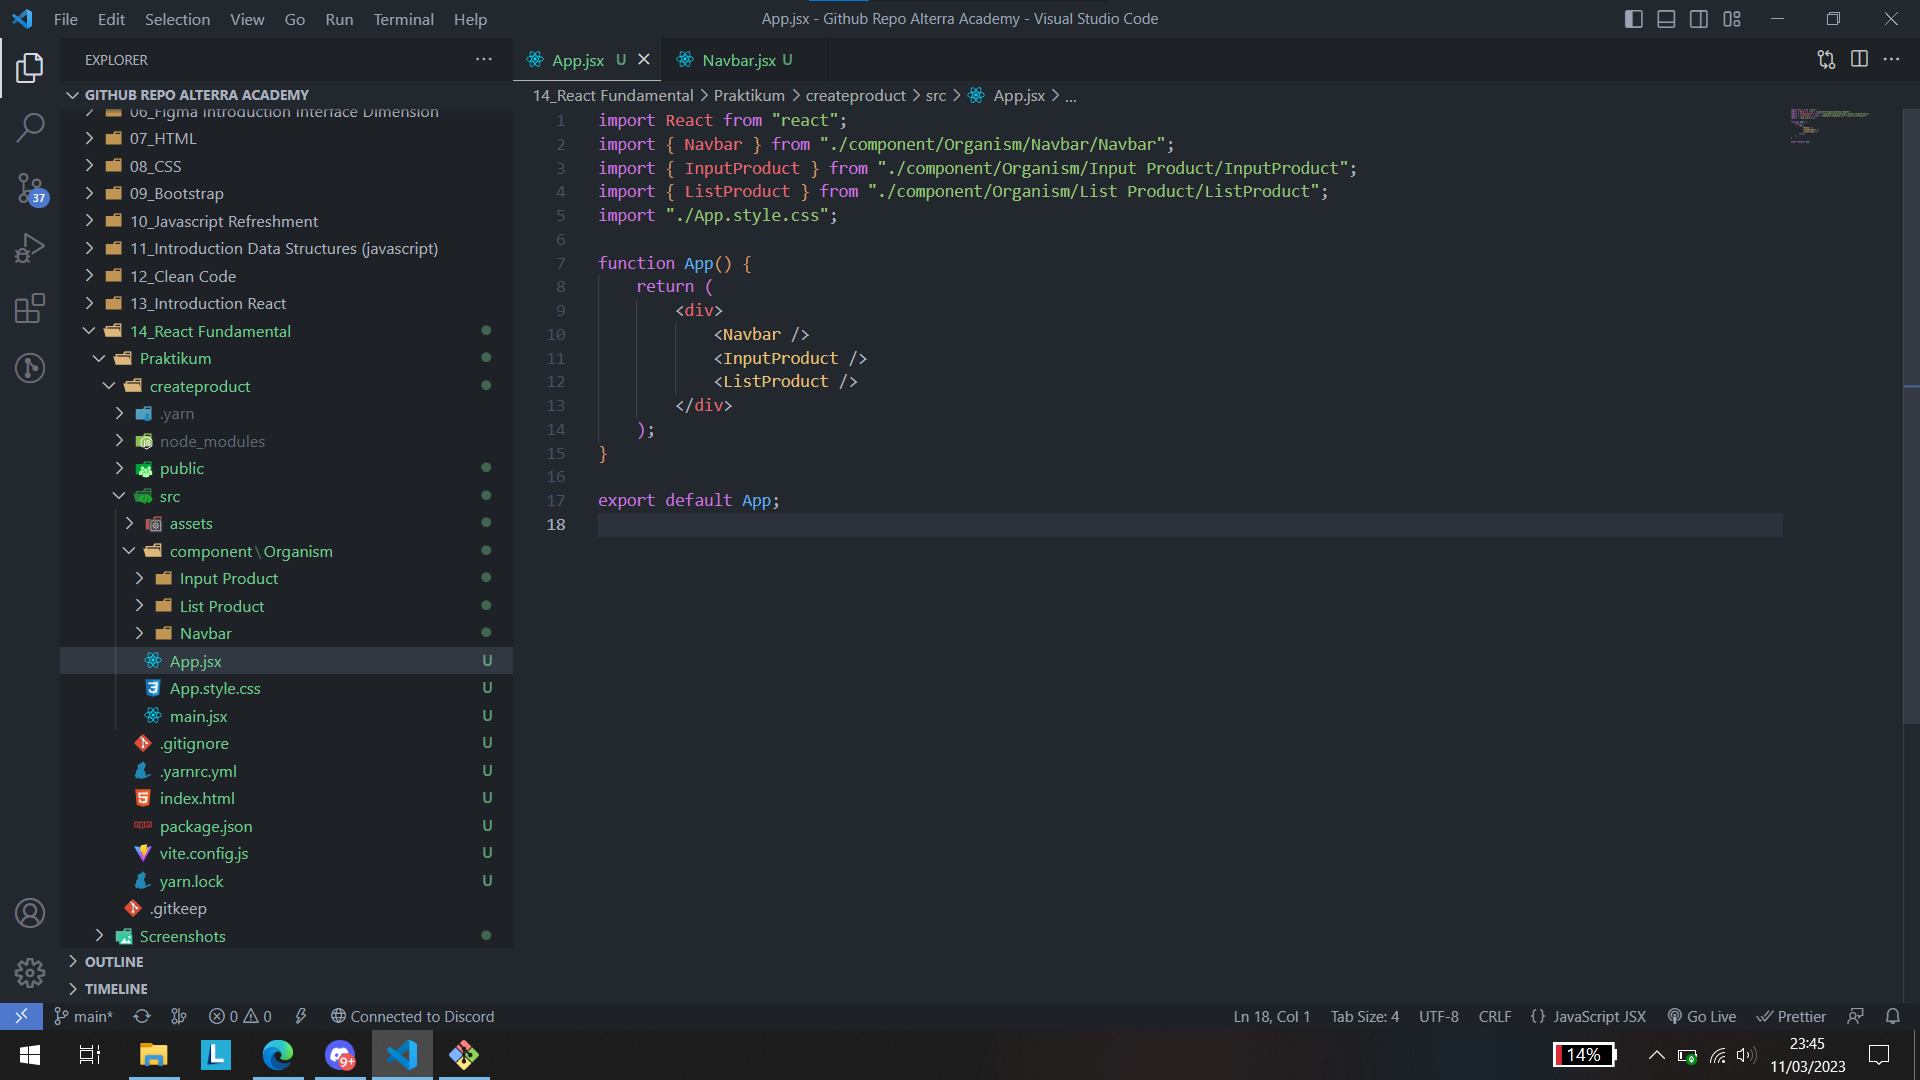 File Edit Selection View Go Run Terminal Help
App.jsx - Github Repo Alterra Academy - Visual Studio Code
EXPLORER
GITHUB REPO ALTERRA ACADEMY
06_Figma Introduction Interface Dimension
07_HTML
08_CSS
09_Bootstrap
10_Javascript Refreshment
11_Introduction Data Structures (javascript)
12_Clean Code
13_Introduction React
14_React Fundamental
Praktikum
createproduct
.yarn
node_modules
public
src
assets
component\Organism
Input Product
List Product
Navbar
App.jsx U
App.style.css U
main.jsx U
.gitignore U
.yarnrc.yml U
index.html U
package.json U
vite.config.js U
yarn.lock U
.gitkeep
Screenshots
OUTLINE
TIMELINE
37
App.jsx U
Navbar.jsx U
14_React Fundamental > Praktikum > createproduct > src > App.jsx > ...
1 import React from "react";
2 import { Navbar } from "./component/Organism/Navbar/Navbar";
3 import { InputProduct } from "./component/Organism/Input Product/InputProduct";
4 import { ListProduct } from "./component/Organism/List Product/ListProduct";
5 import "./App.style.css";
6
7 function App() {
8 return (
9 <div>
10 <Navbar />
11 <InputProduct />
12 <ListProduct />
13 </div>
14 );
15 }
16
17 export default App;
18
main* 0 0 Connected to Discord
Ln 18, Col 1 Tab Size: 4 UTF-8 CRLF {} JavaScript JSX Go Live Prettier
L
9+
14%
23:45
11/03/2023